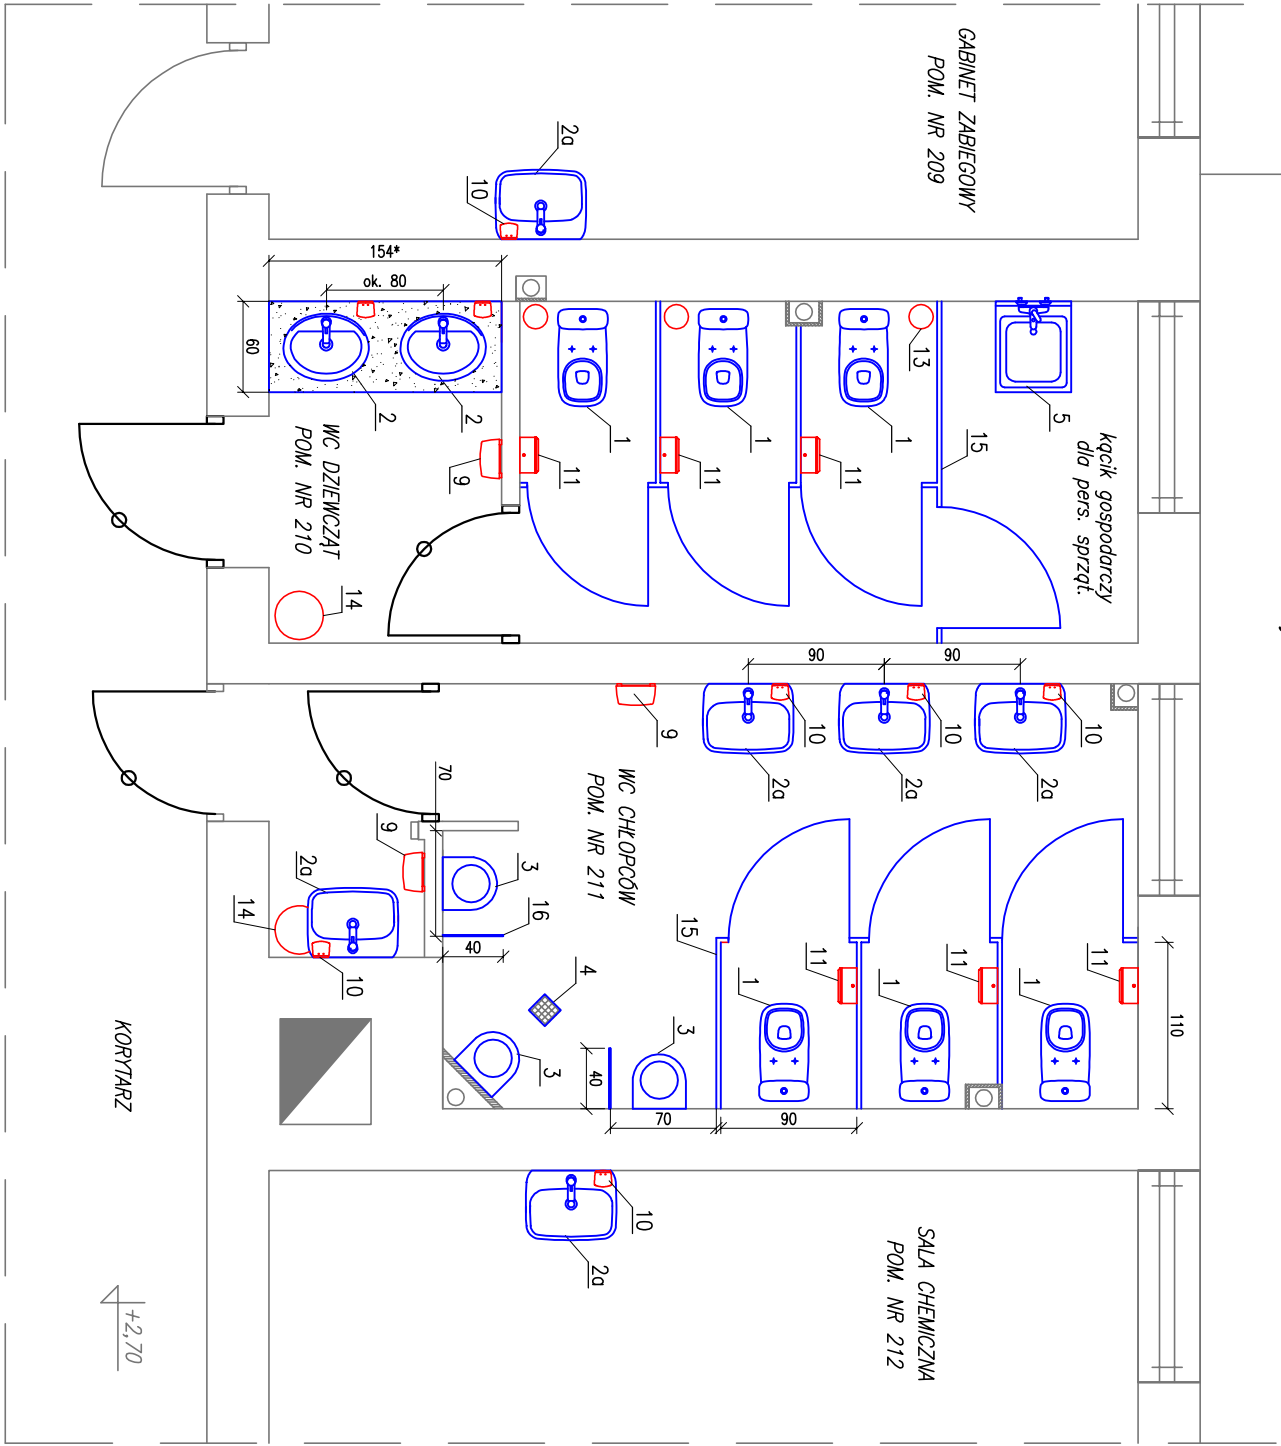 GABINET ZABIEGOWY
POM. NR 209
2a
10
154*
ok. 80
60
2
2
1
1
1
13
5
15
11
11
11
9
kącik gospodarczy
dla pers. sprząt.
WC DZIEWCZĄT
POM. NR 210
14
90
90
10
10
10
9
2a
2a
2a
WC CHŁOPCÓW
POM. NR 211
70
9
2a
3
16
40
14
10
15
4
3
3
40
11
11
11
1
1
1
110
70
90
KORYTARZ
10
2a
SALA CHEMICZNA
POM. NR 212
+2,70